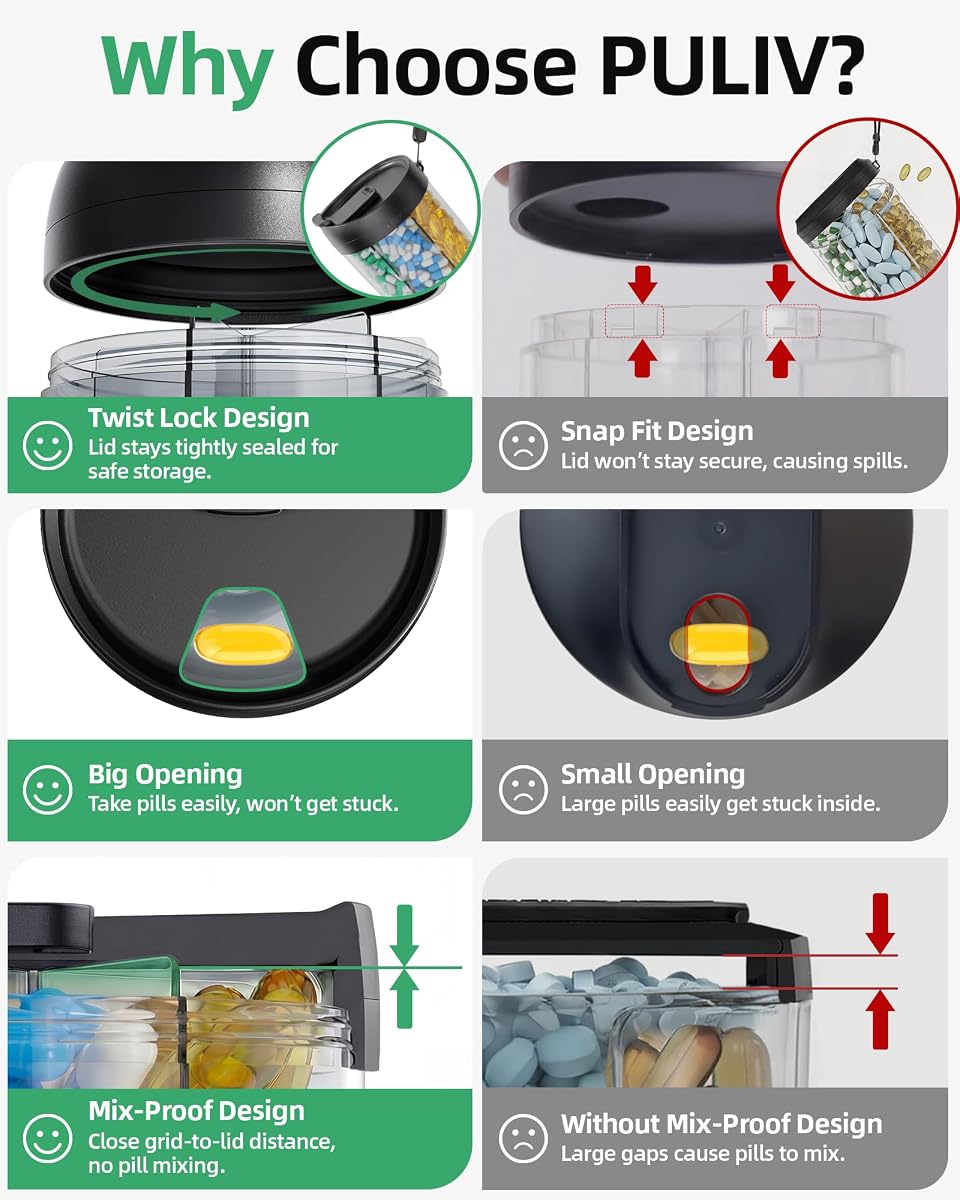 Why Choose PULIV?
Twist Lock Design
Lid stays tightly sealed for
safe storage.
Snap Fit Design
Lid won't stay secure, causing spills.
Big Opening
Take pills easily, won't get stuck.
Small Opening
Large pills easily get stuck inside.
Mix-Proof Design
Close grid-to-lid distance,
no pill mixing.
Without Mix-Proof Design
Large gaps cause pills to mix.